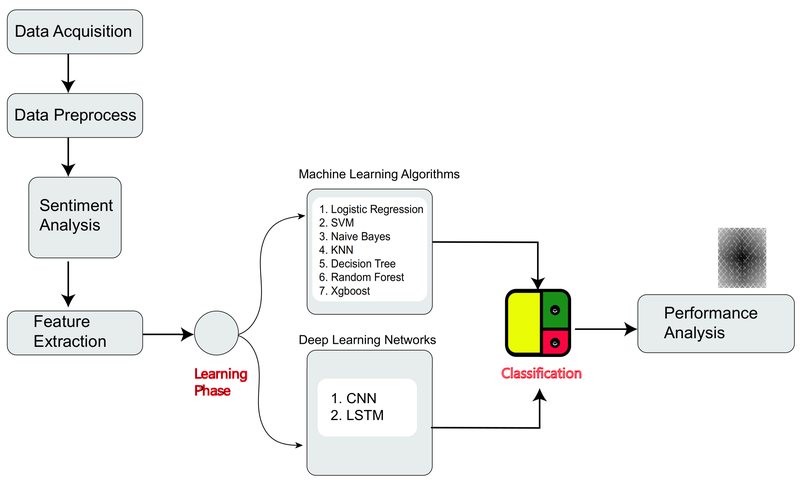 Data Acquisition
Data Preprocess
Sentiment
Analysis
Feature
Extraction
Learning
Phase
Machine Learning Algorithms
1. Logistic Regression
2. SVM
3. Naive Bayes
4. KNN
5. Decision Tree
6. Random Forest
7. Xgboost
Deep Learning Networks
1. CNN
2. LSTM
Classification
Performance
Analysis